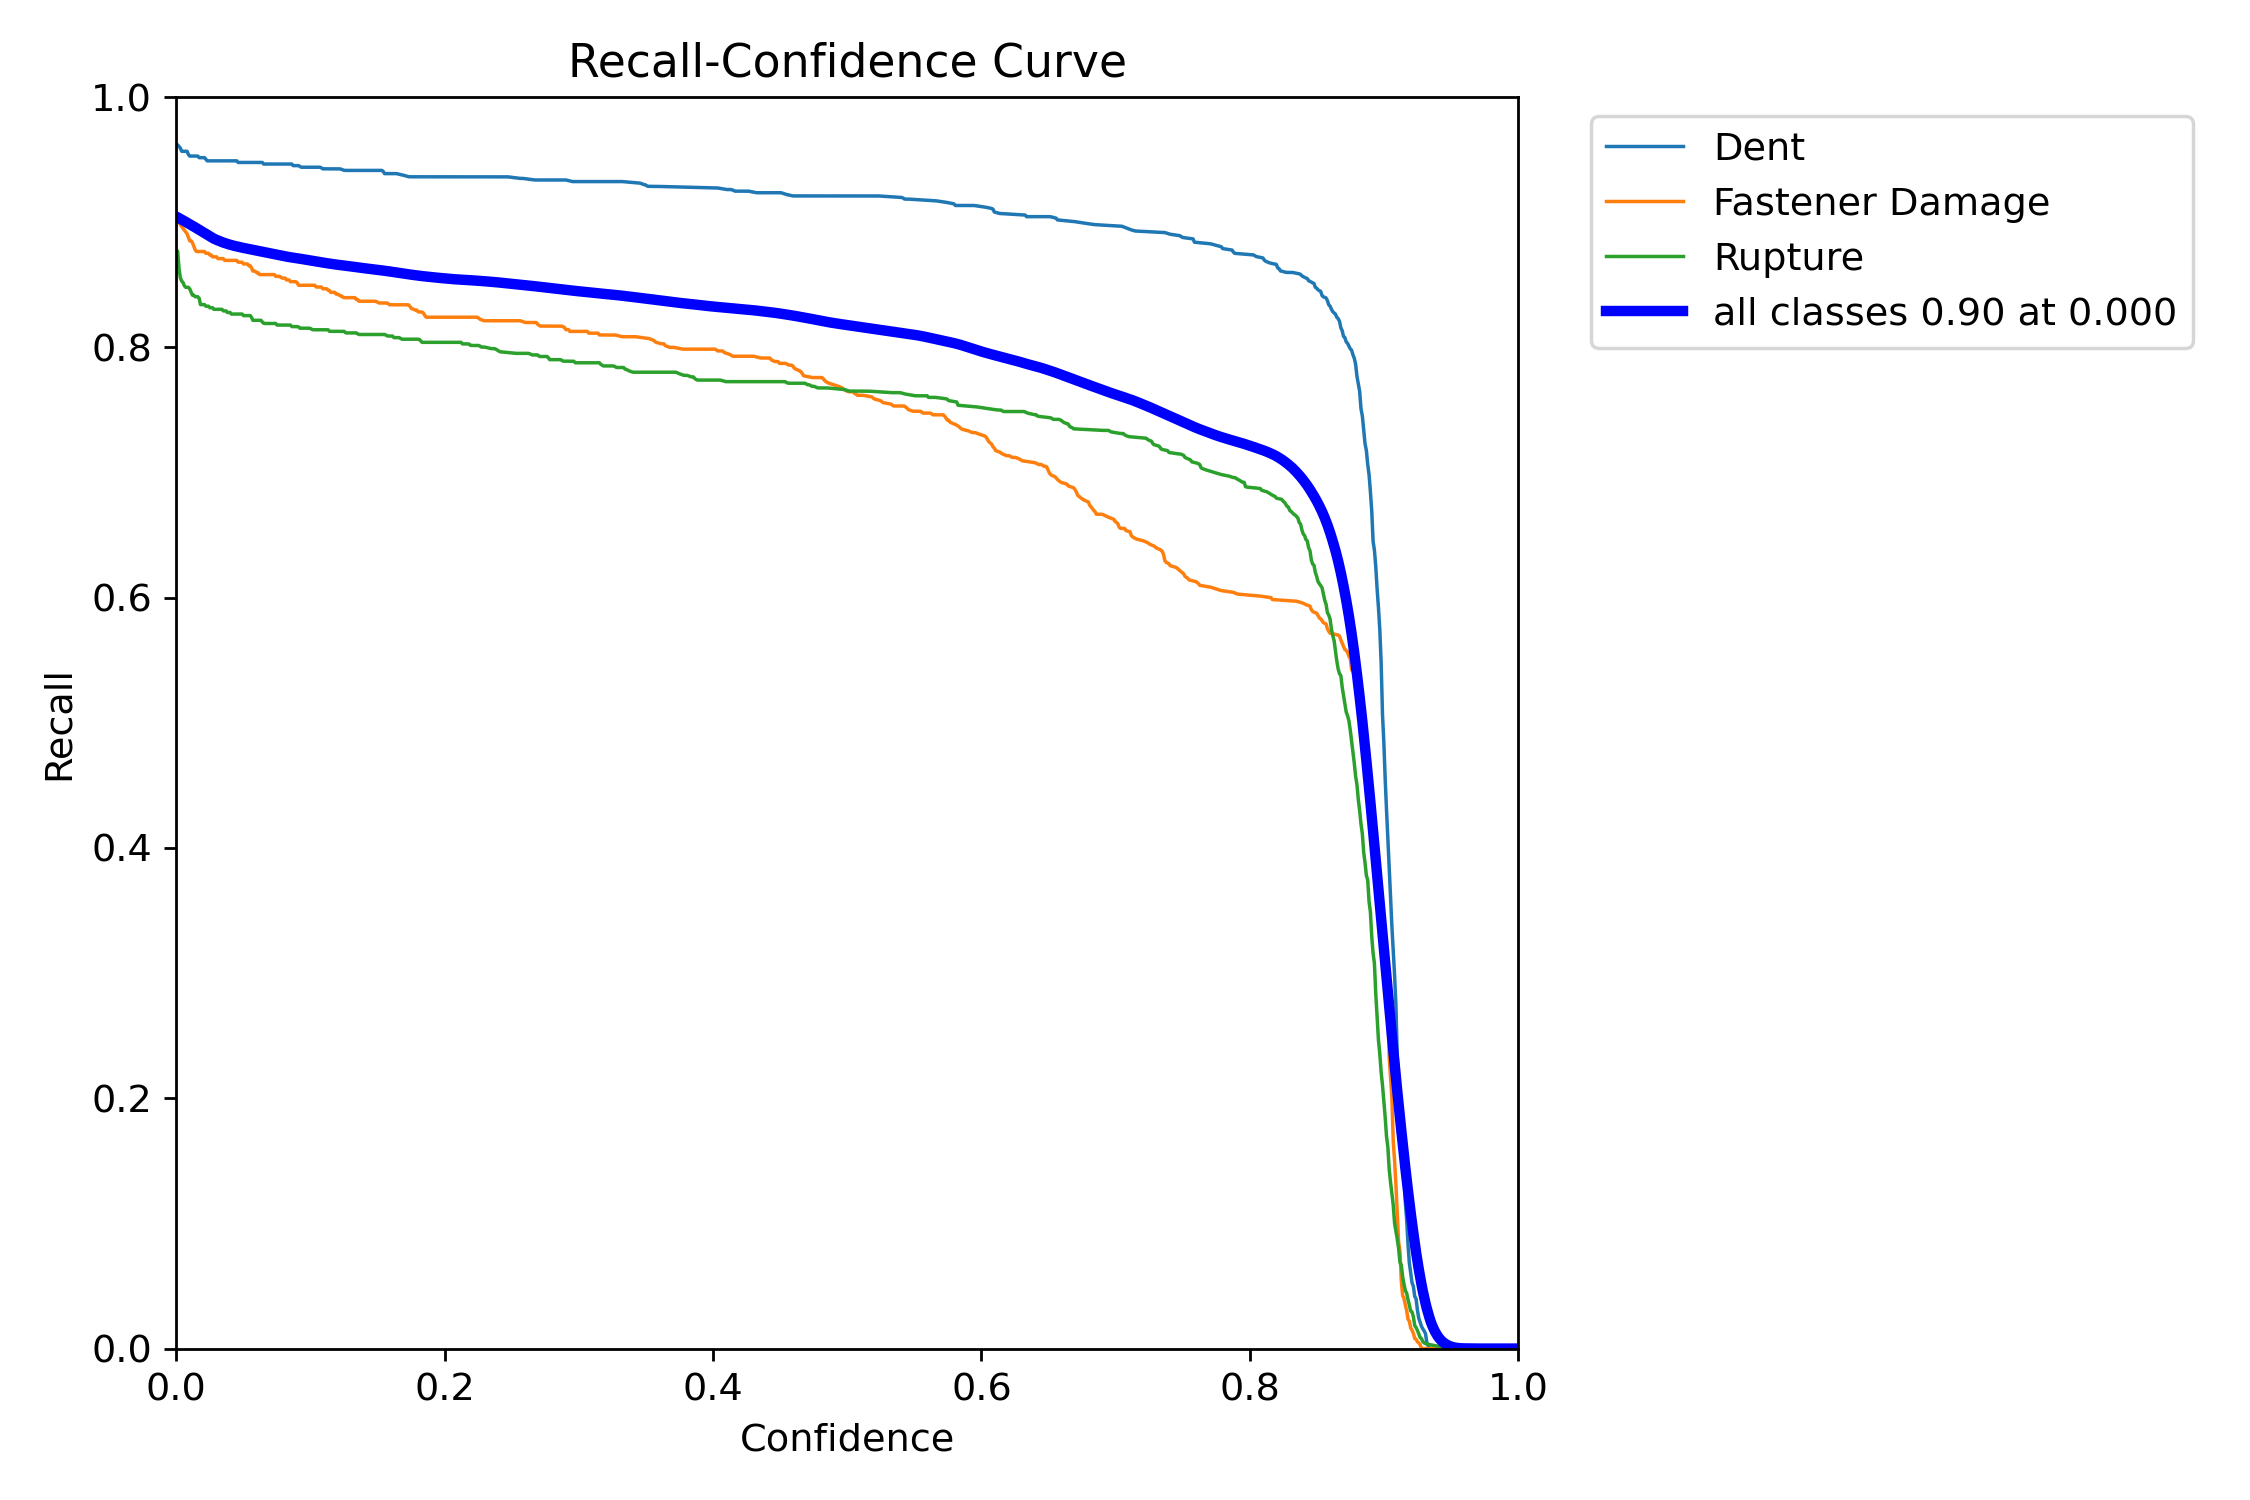 Recall-Confidence Curve
1.0
0.8
0.6
0.4
0.2
0.0
Recall
0.0 0.2 0.4 0.6 0.8 1.0
Confidence
Dent
Fastener Damage
Rupture
all classes 0.90 at 0.000